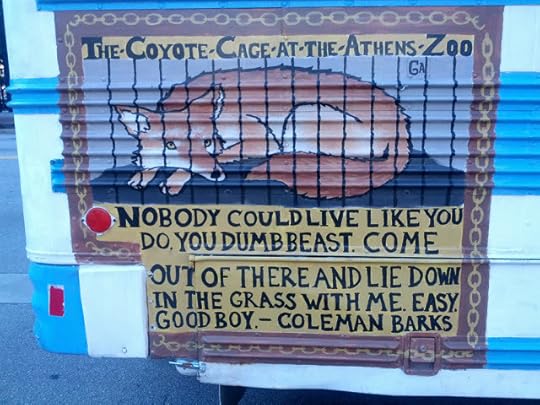 THE-COYOTE-CAGE-AT-THE-ATHENS-ZOO
GA
NOBODY COULD LIVE LIKE YOU
DO, YOU DUMB BEAST. COME
OUT OF THERE AND LIE DOWN
IN THE GRASS WITH ME. EASY.
GOOD BOY. – COLEMAN BARKS